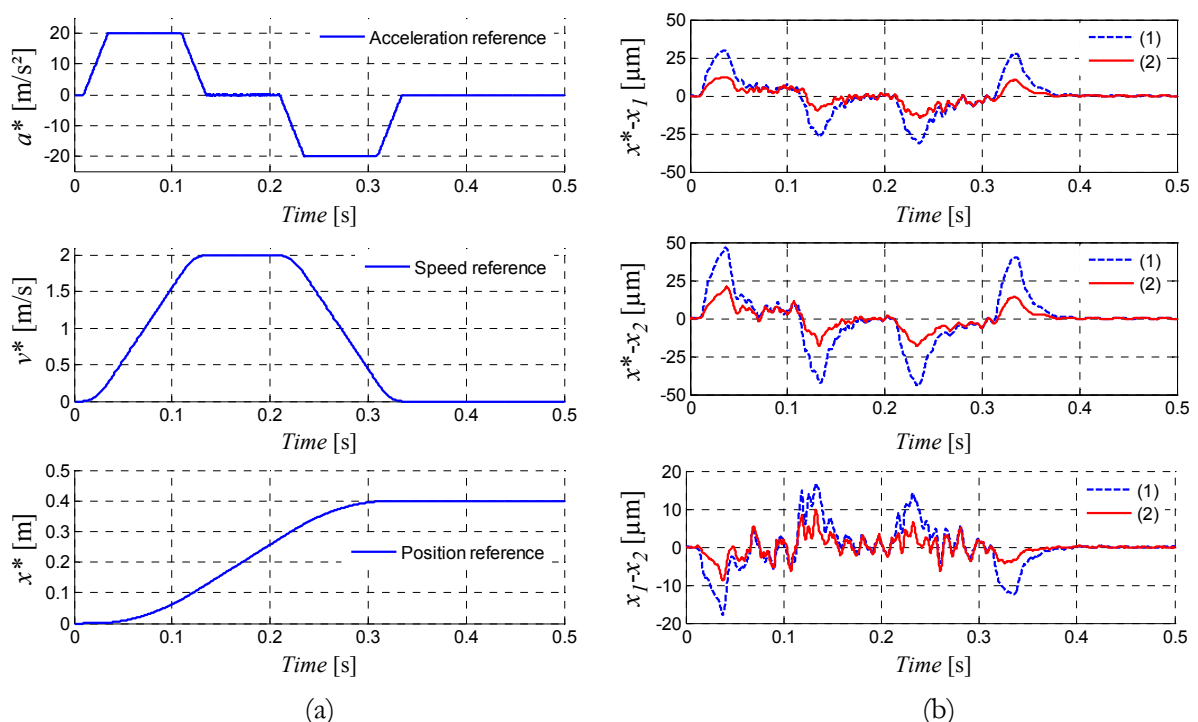 20
10
0
-10
-20
a* [m/s²]
Acceleration reference
0 0.1 0.2 0.3 0.4 0.5
Time [s]
2
1.5
1
0.5
0
v* [m/s]
Speed reference
0 0.1 0.2 0.3 0.4 0.5
Time [s]
0.5
0.4
0.3
0.2
0.1
0
x* [m]
Position reference
0 0.1 0.2 0.3 0.4 0.5
Time [s]
(a)
50
25
0
-25
-50
x*-x1 [µm]
(1)
(2)
0 0.1 0.2 0.3 0.4 0.5
Time [s]
50
25
0
-25
-50
x*-x2 [µm]
(1)
(2)
0 0.1 0.2 0.3 0.4 0.5
Time [s]
20
10
0
-10
-20
x1-x2 [µm]
(1)
(2)
0 0.1 0.2 0.3 0.4 0.5
Time [s]
(b)